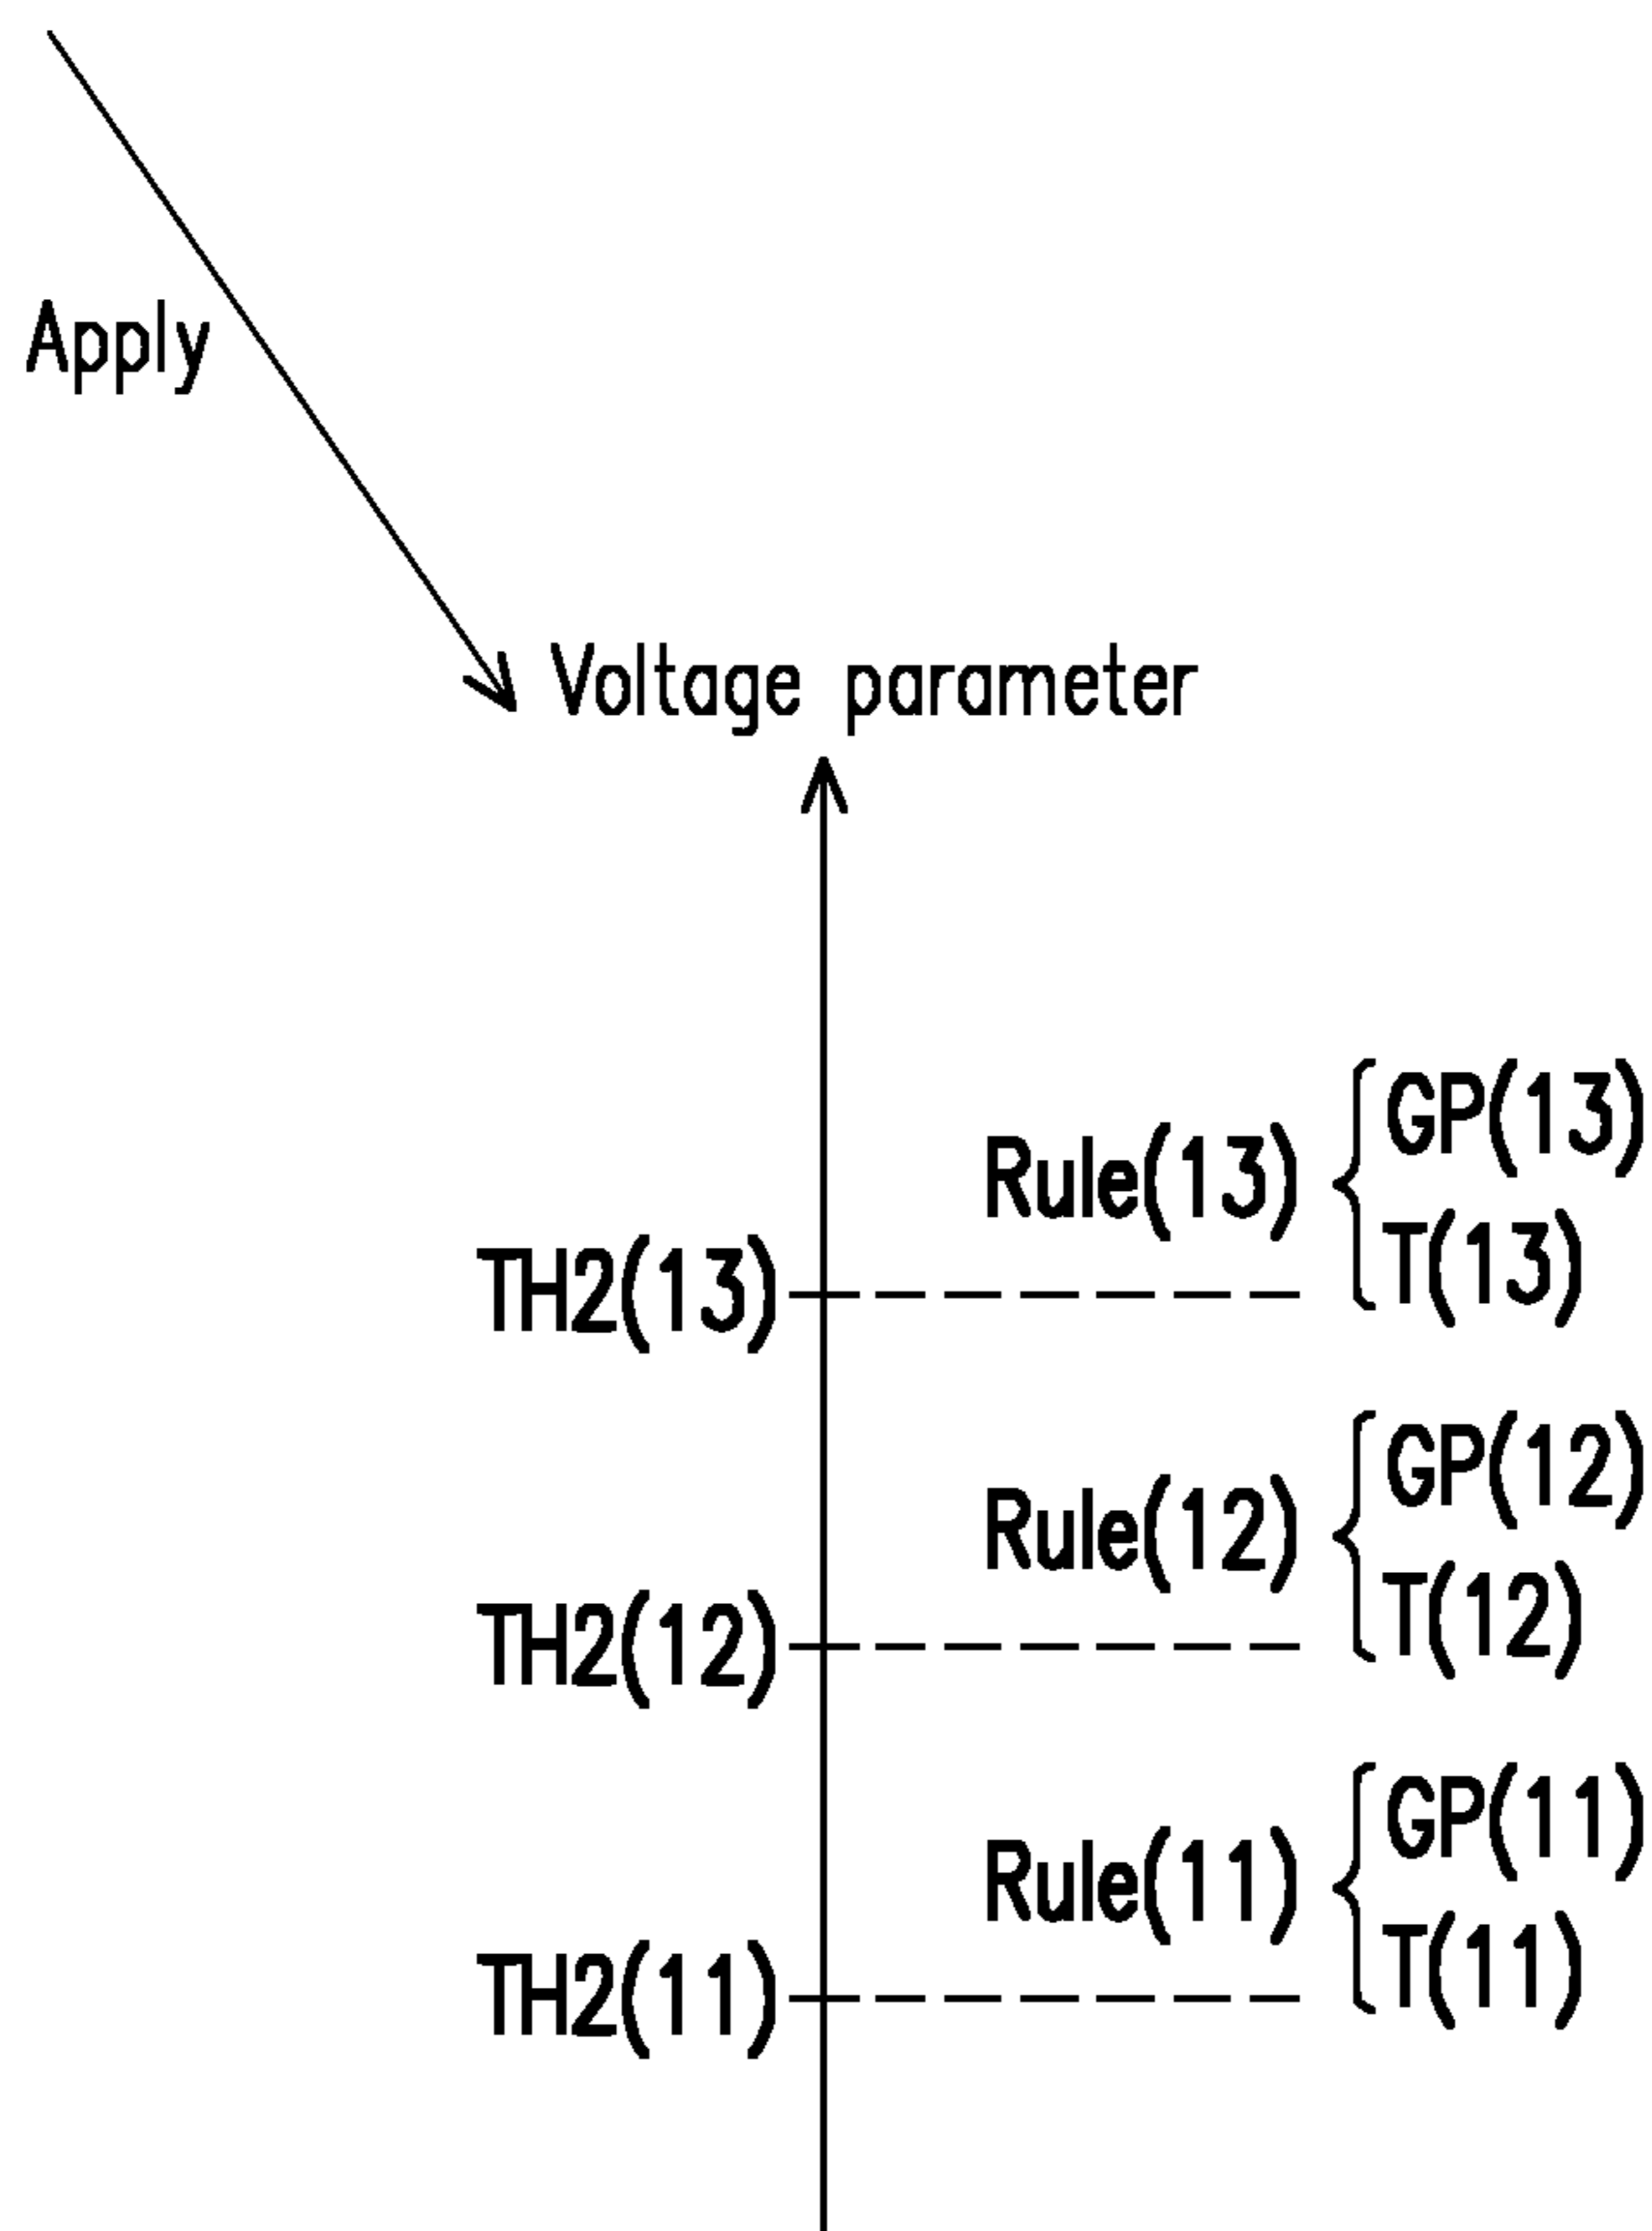 Apply
Voltage parameter
GP(13)
Rule(13)
T(13)
TH2(13)
GP(12)
Rule(12)
T(12)
TH2(12)
GP(11)
Rule(11)
T(11)
TH2(11)